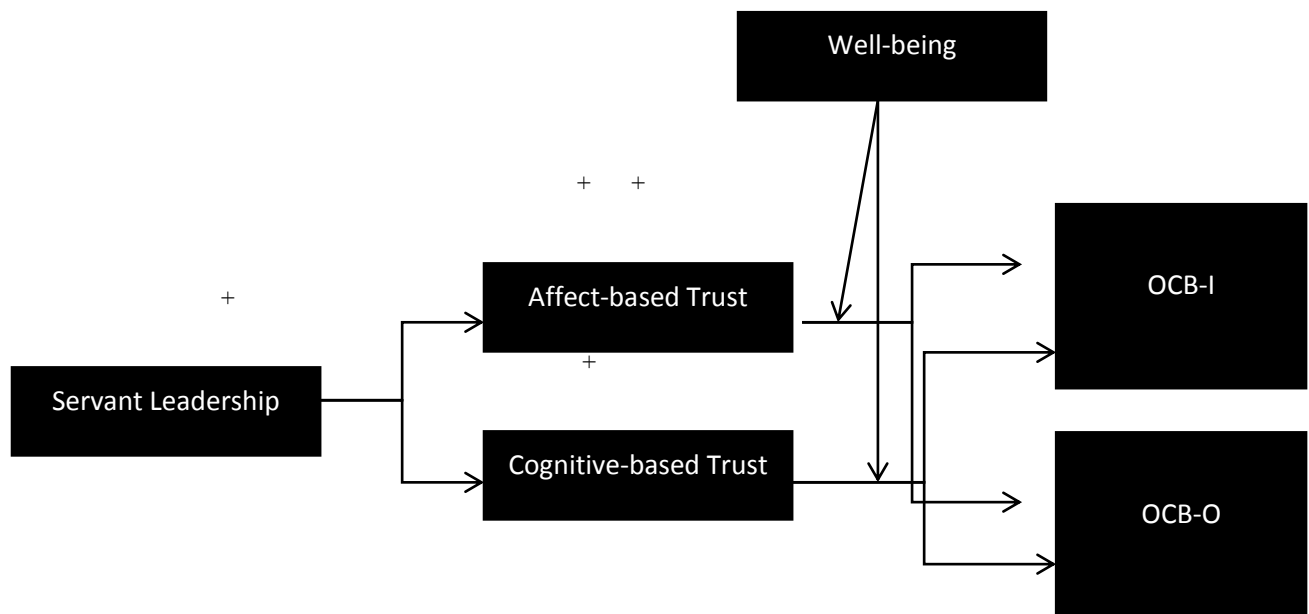 Well-being
+ +
OCB-I
Affect-based Trust
+
+
Servant Leadership
Cognitive-based Trust
OCB-O